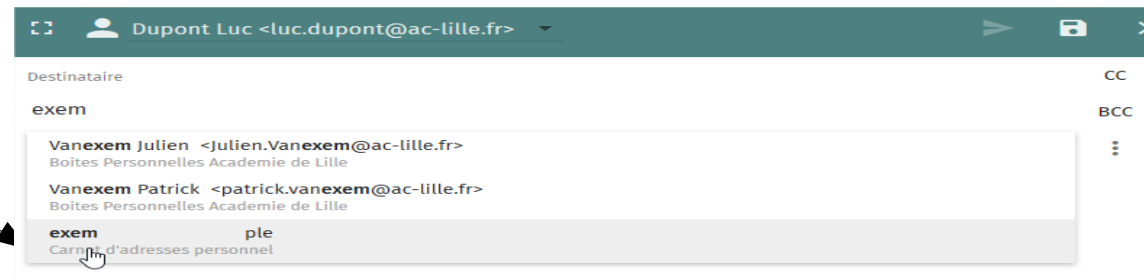 Dupont Luc <luc.dupont@ac-lille.fr>
Destinataire
CC
exem
BCC
Vanexem Julien <Julien.Vanexem@ac-lille.fr>
Boites Personnelles Academie de Lille
Vanexem Patrick <patrick.vanexem@ac-lille.fr>
Boites Personnelles Academie de Lille
exem ple
Carnet d'adresses personnel